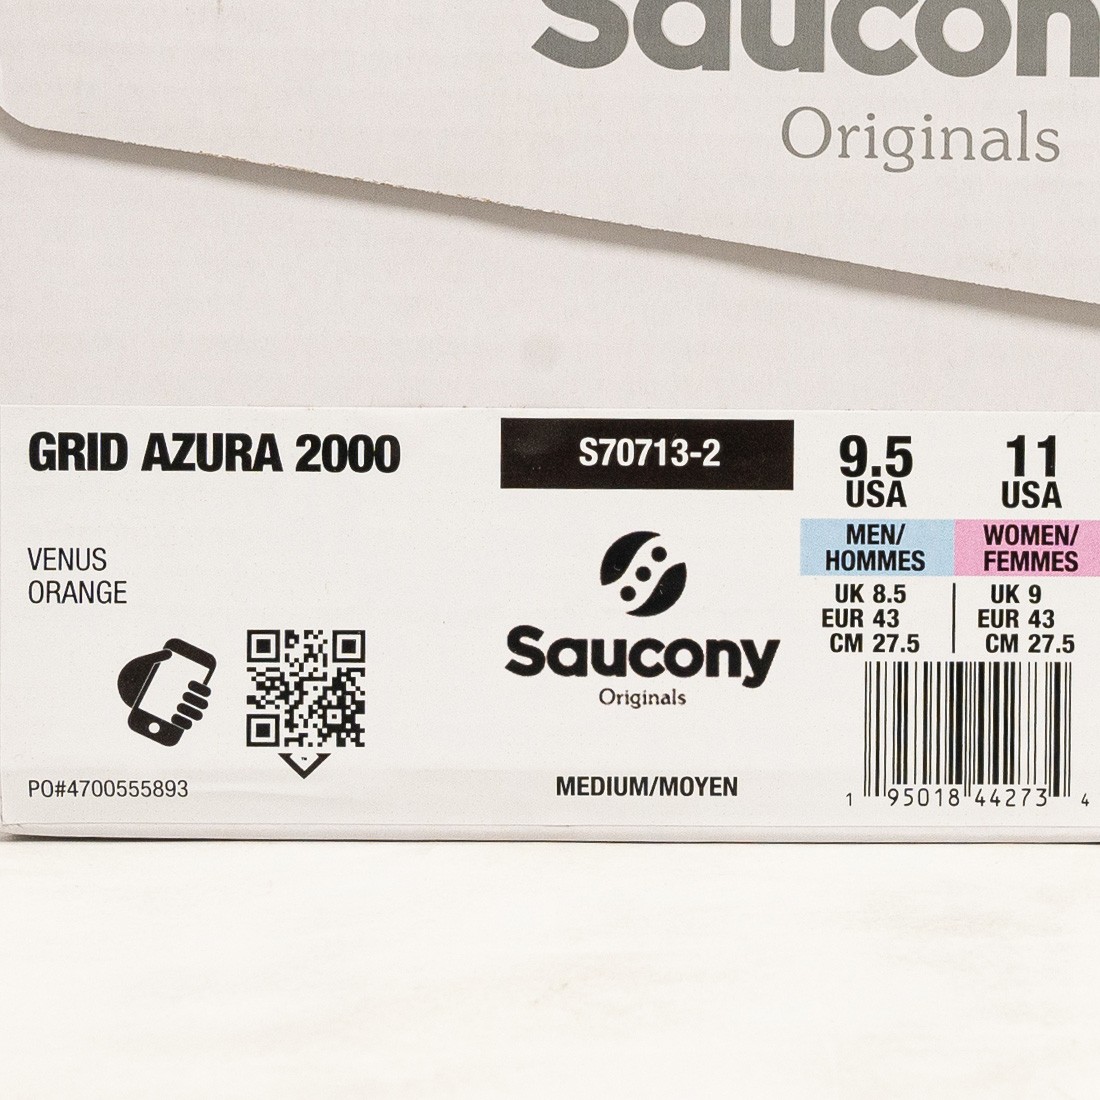 Saucon
Originals
GRID AZURA 2000
S70713-2
9.5
USA
11
USA
MEN/
HOMMES
WOMEN/
FEMMES
UK 8.5
EUR 43
CM 27.5
UK 9
EUR 43
CM 27.5
VENUS
ORANGE
Saucony
Originals
PO#4700555893
MEDIUM/MOYEN
1 95018 44273 4